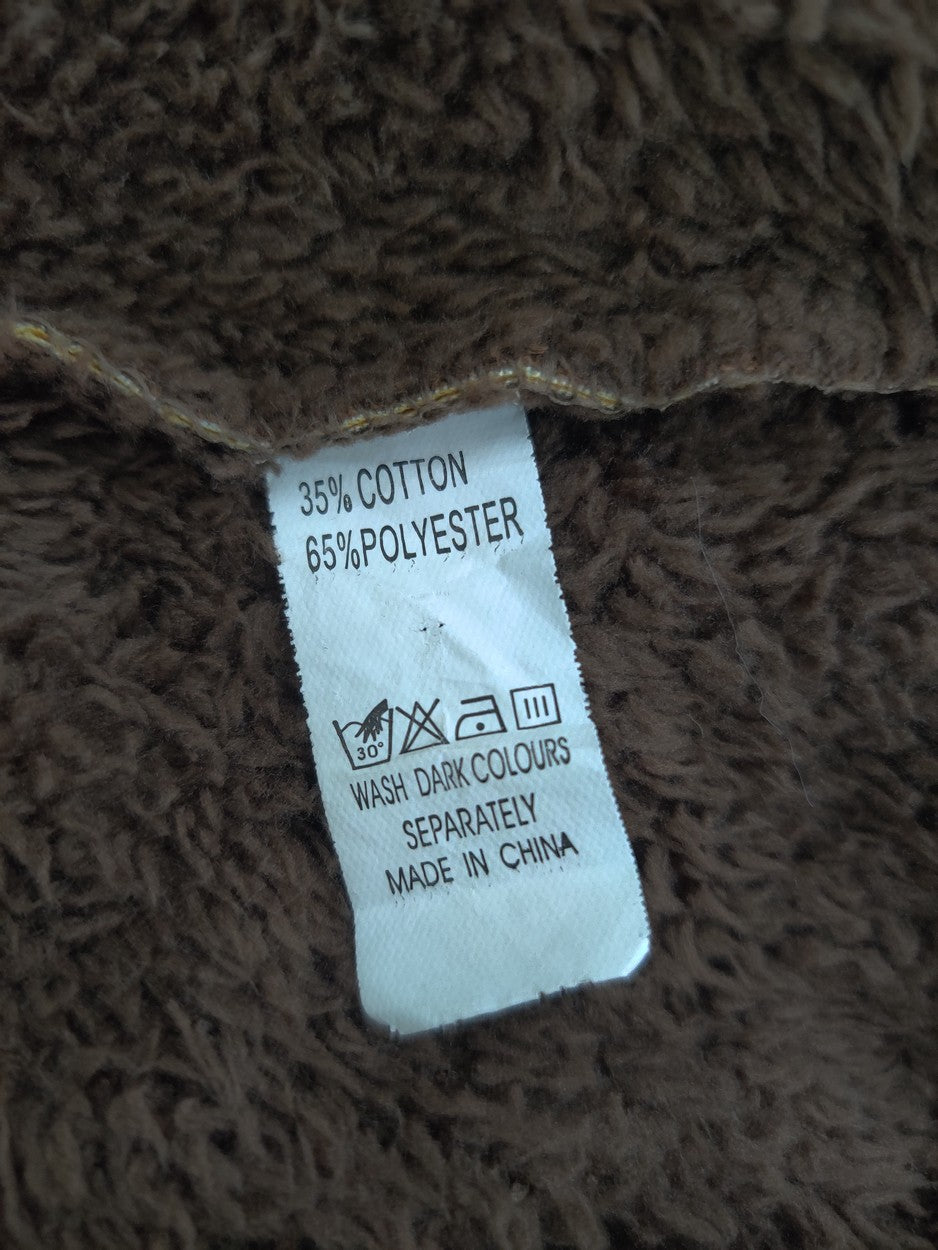 35% COTTON
65%POLYESTER
30°
WASH DARK COLOURS
SEPARATELY
MADE IN CHINA